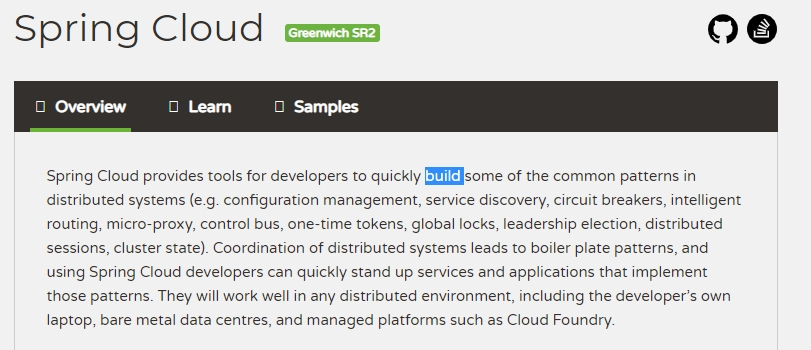 Spring Cloud Greenwich SR2
Overview Learn Samples
Spring Cloud provides tools for developers to quickly build some of the common patterns in
distributed systems (e.g. configuration management, service discovery, circuit breakers, intelligent
routing, micro-proxy, control bus, one-time tokens, global locks, leadership election, distributed
sessions, cluster state). Coordination of distributed systems leads to boiler plate patterns, and
using Spring Cloud developers can quickly stand up services and applications that implement
those patterns. They will work well in any distributed environment, including the developer's own
laptop, bare metal data centres, and managed platforms such as Cloud Foundry.